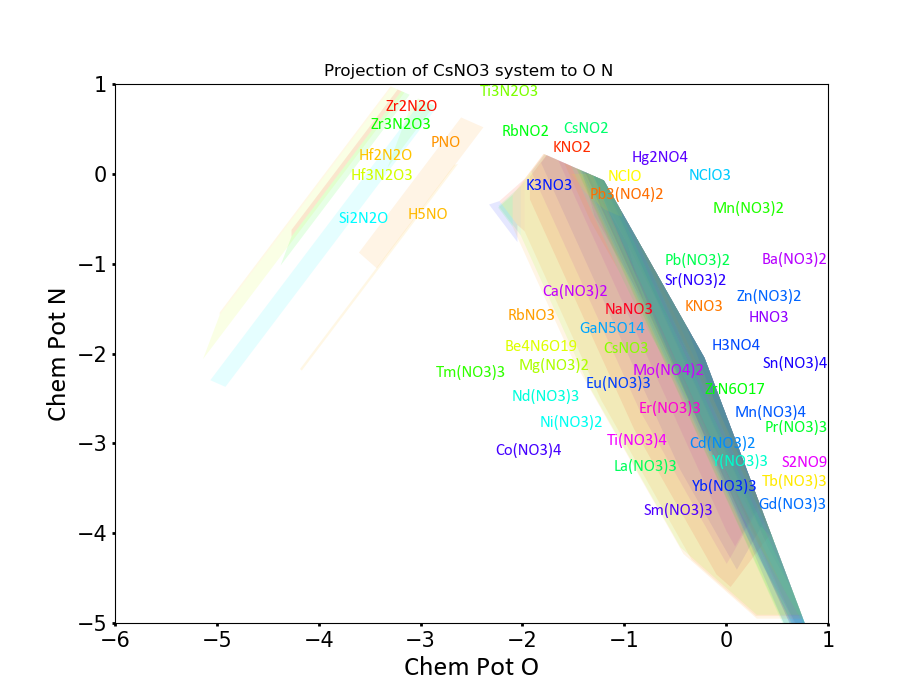 Projection of CsNO3 system to O N
Chem Pot N
1
0
−1
−2
−3
−4
−5
Ti3N2O3
Zr2N2O
Zr3N2O3
RbNO2
CsNO2
PNO
KNO2
Hf2N2O
Hg2NO4
Hf3N2O3
NClO
NClO3
K3NO3
Pb3(NO4)2
Mn(NO3)2
Si2N2O
H5NO
Pb(NO3)2
Ba(NO3)2
Sr(NO3)2
Ca(NO3)2
Zn(NO3)2
RbNO3
NaNO3
KNO3
HNO3
GaN5O14
Be4N6O19
CsNO3
H3NO4
Tm(NO3)3
Mg(NO3)2
Mo(NO4)2
Sn(NO3)4
Eu(NO3)3
ZrN6O17
Nd(NO3)3
Er(NO3)3
Mn(NO3)4
Ni(NO3)2
Pr(NO3)3
Co(NO3)4
Ti(NO3)4
Cd(NO3)2
La(NO3)3
Y(NO3)3
S2NO9
Yb(NO3)3
Tb(NO3)3
Sm(NO3)3
Gd(NO3)3
−6
−5
−4
−3
−2
−1
0
1
Chem Pot O